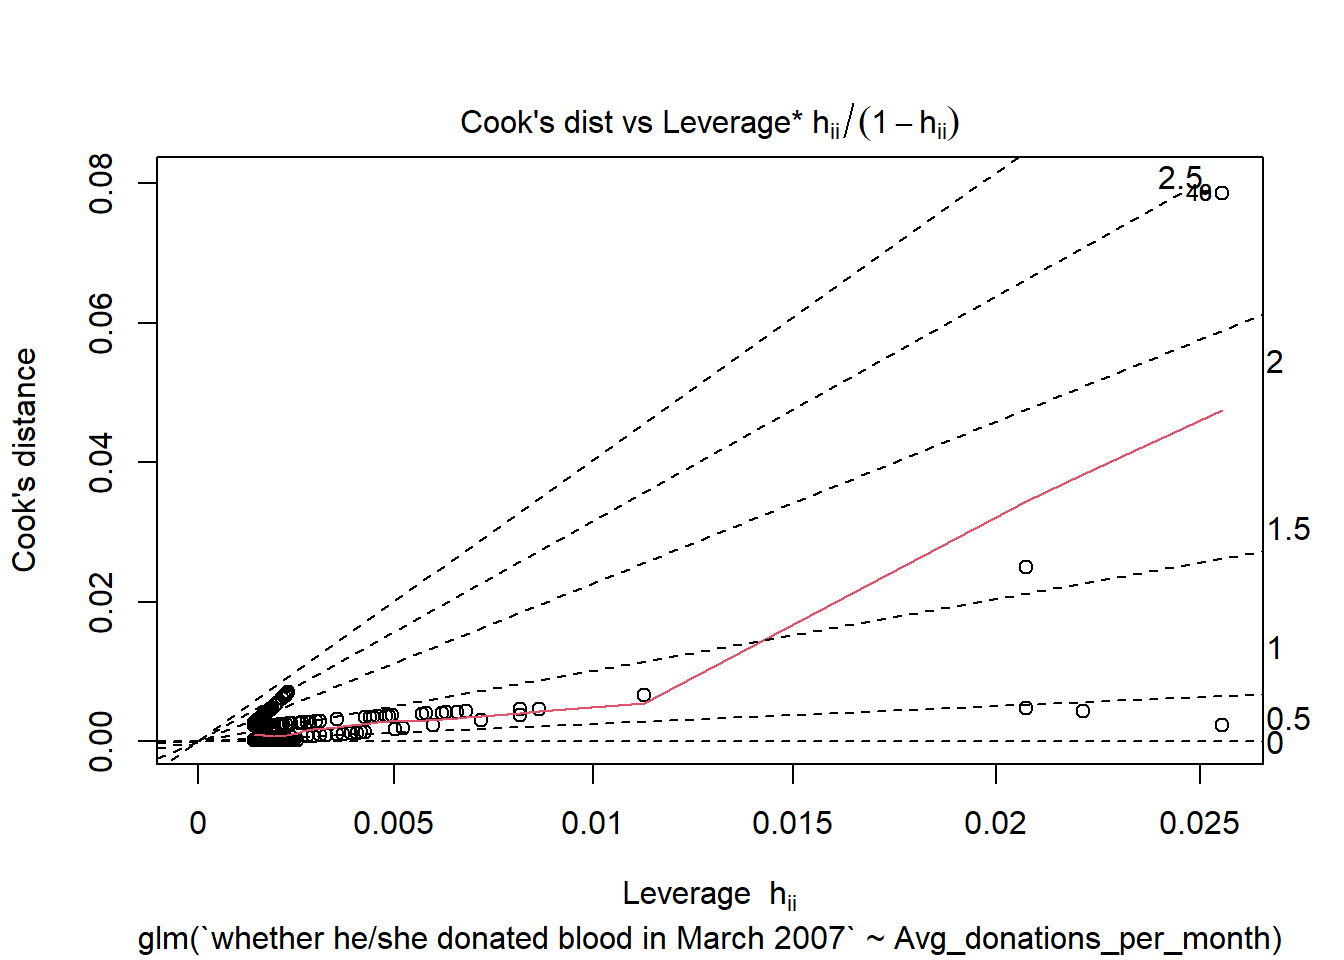 Cook's dist vs Leverage* hii/(1 − hii)
2.5
2
1.5
1
0.5
0
Cook's distance
0.08
0.06
0.04
0.02
0.00
0 0.005 0.01 0.015 0.02 0.025
Leverage hii
glm(`whether he/she donated blood in March 2007` ~ Avg_donations_per_month)